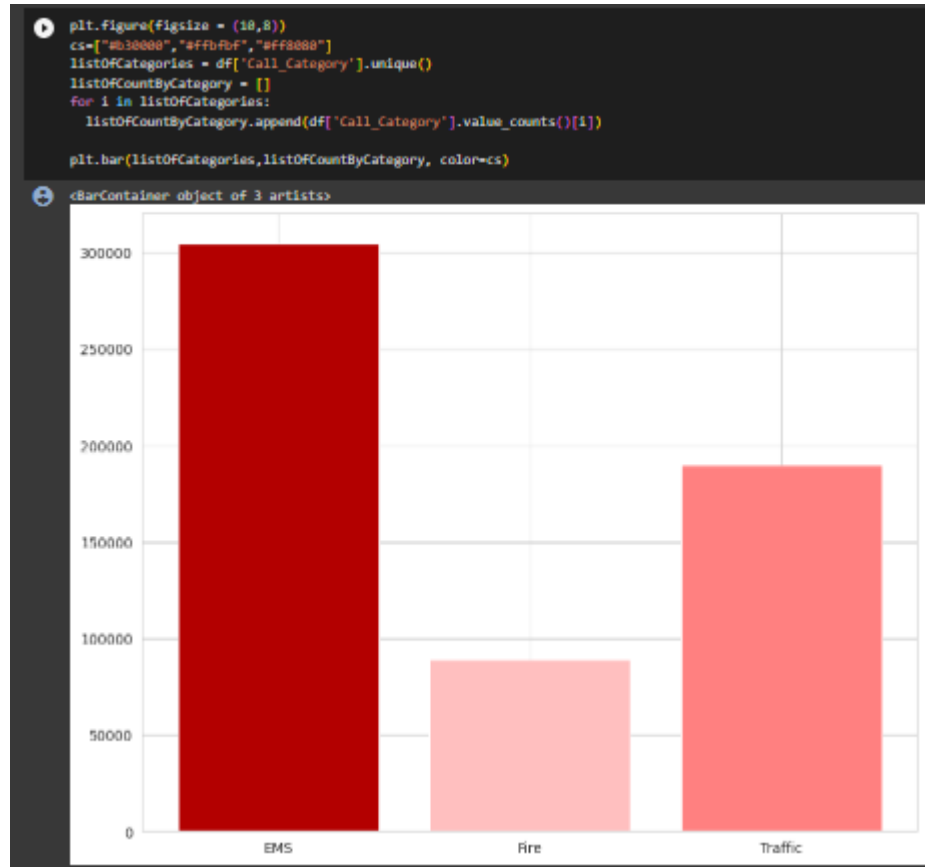 plt.figure(figsize = (10,8))
cs=["#b30000","#ffbfbf","#ff8080"]
listOfCategories = df['Call_Category'].unique()
listOfCountByCategory = []
for i in listOfCategories:
  listOfCountByCategory.append(df['Call_Category'].value_counts()[i])
plt.bar(listOfCategories,listOfCountByCategory, color=cs)
<BarContainer object of 3 artists>
300000
250000
200000
150000
100000
50000
0
EMS Fire Traffic